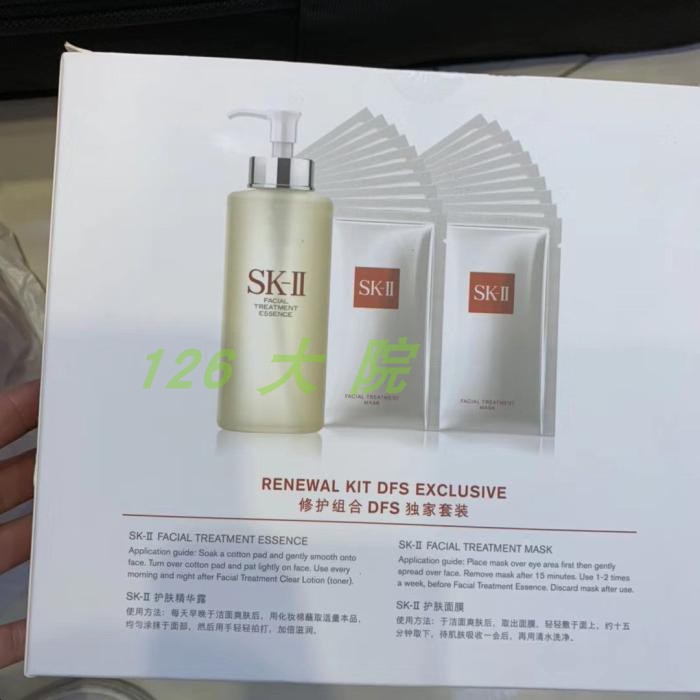 SK-II
FACIAL
TREATMENT
ESSENCE
SK-II
FACIAL TREATMENT
MASK
SK-II
FACIAL TREATMENT
MASK
126 大 院
RENEWAL KIT DFS EXCLUSIVE
修护组合 DFS 独家套装
SK-II FACIAL TREATMENT ESSENCE
Application guide: Soak a cotton pad and gently smooth onto
face. Turn over cotton pad and pat lightly on face. Use every
morning and night after Facial Treatment Clear Lotion (toner).
SK-II 护肤精华露
使用方法：每天早晚于洁面爽肤后，用化妆棉蘸取适量本品，
均匀涂抹于面部，然后用手轻轻拍打，加倍滋润。
SK-II FACIAL TREATMENT MASK
Application guide: Place mask over eye area first then gently
spread over face. Remove mask after 15 minutes. Use 1-2 times
a week, before Facial Treatment Essence. Discard mask after use.
SK-II 护肤面膜
使用方法：于洁面爽肤后，取出面膜，轻轻敷于面上，约十五
分钟取下，待肌肤吸收一会后，再用清水洗净。